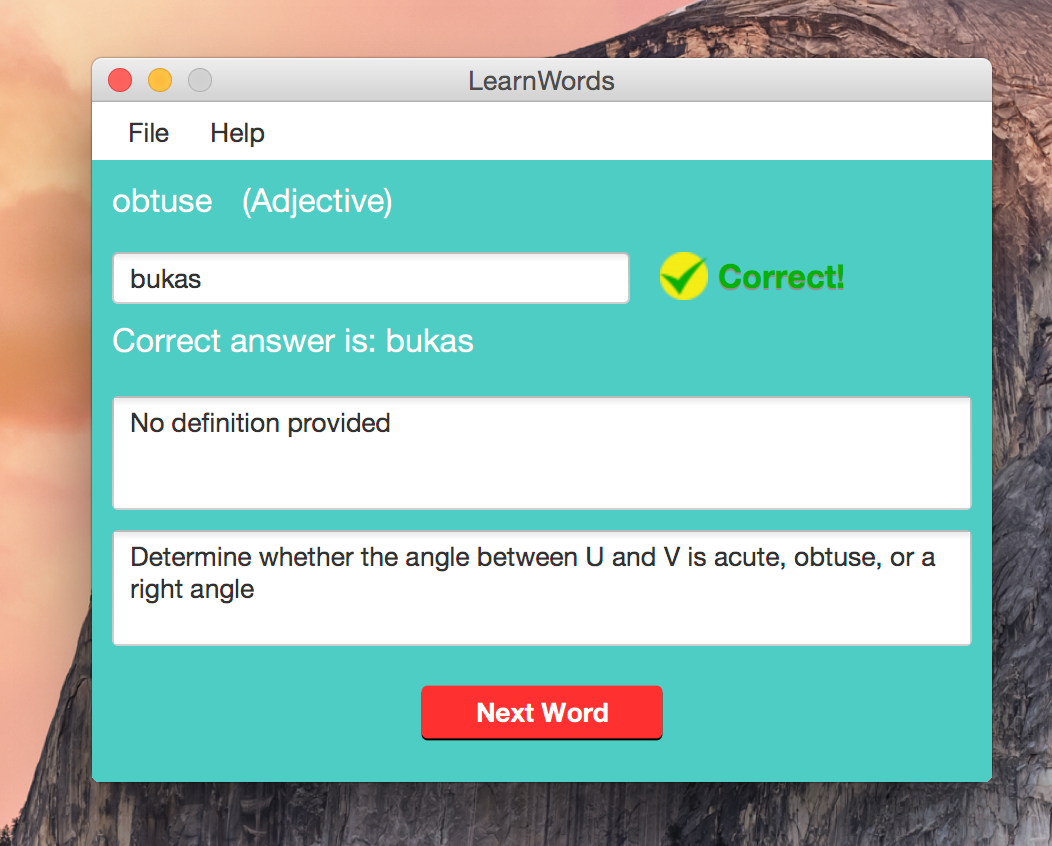 LearnWords
File Help
obtuse (Adjective)
bukas Correct!
Correct answer is: bukas
No definition provided
Determine whether the angle between U and V is acute, obtuse, or a
right angle
Next Word